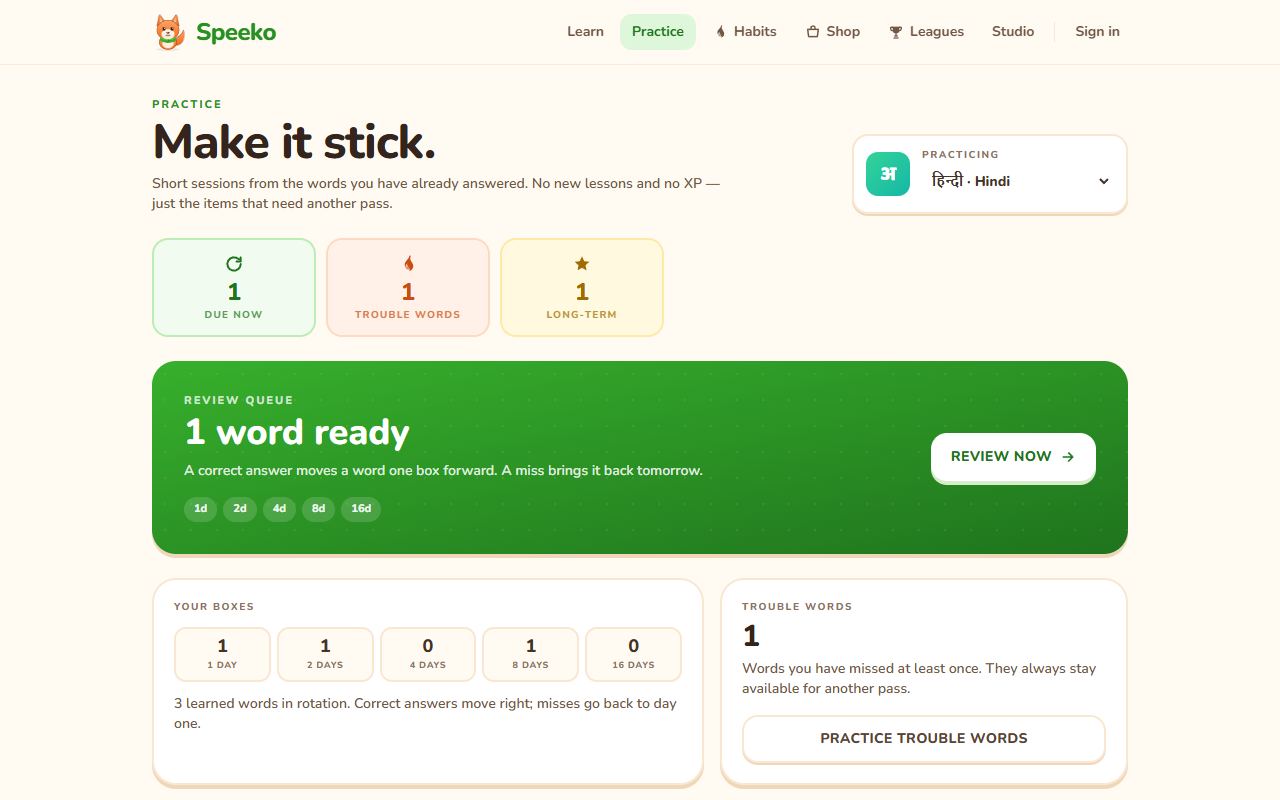 Speeko
Learn
Practice
Habits
Shop
Leagues
Studio
Sign in
PRACTICE
Make it stick.
Short sessions from the words you have already answered. No new lessons and no XP —
just the items that need another pass.
अ
PRACTICING
हिन्दी · Hindi
1
DUE NOW
1
TROUBLE WORDS
1
LONG-TERM
REVIEW QUEUE
1 word ready
A correct answer moves a word one box forward. A miss brings it back tomorrow.
1d
2d
4d
8d
16d
REVIEW NOW →
YOUR BOXES
1
1 DAY
1
2 DAYS
0
4 DAYS
1
8 DAYS
0
16 DAYS
3 learned words in rotation. Correct answers move right; misses go back to day
one.
TROUBLE WORDS
1
Words you have missed at least once. They always stay
available for another pass.
PRACTICE TROUBLE WORDS